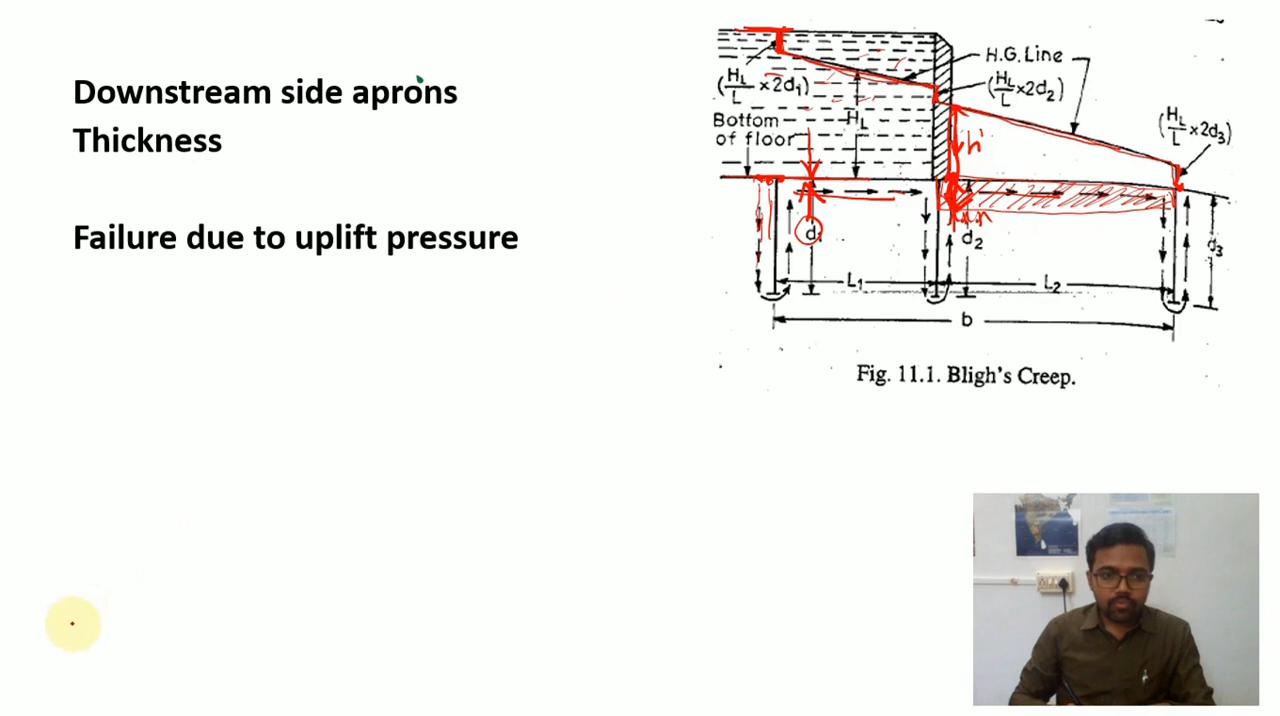 Downstream side aprons
Thickness
Failure due to uplift pressure
H.G. Line
(H_L/L × 2d₁)
(H_L/L × 2d₂)
(H_L/L × 2d₃)
Bottom
of floor
H_L
h'
d₁
d₂
d₃
L₁
L₂
b
Fig. 11.1. Bligh's Creep.